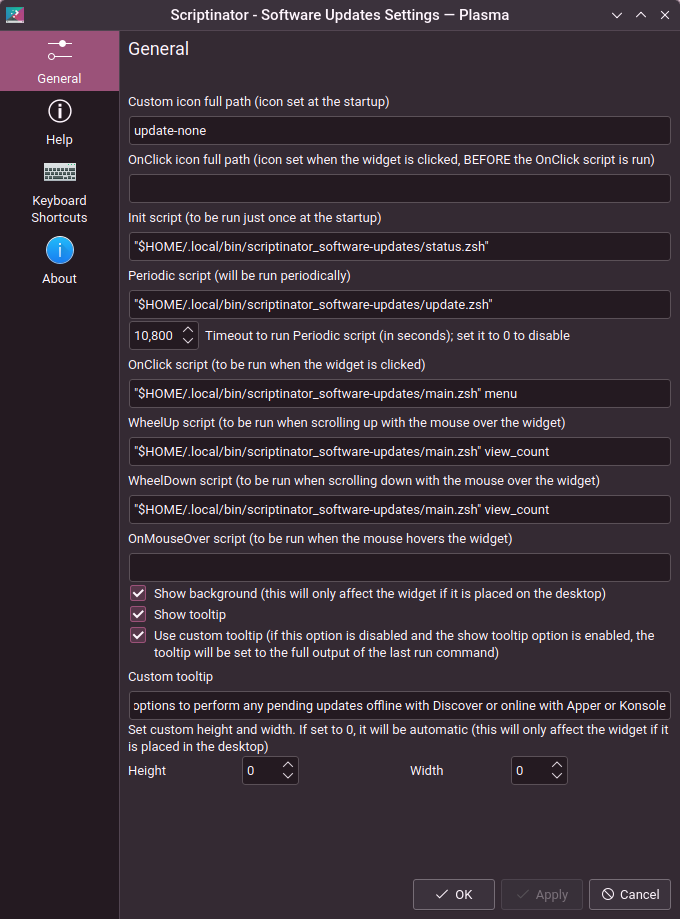 Scriptinator - Software Updates Settings — Plasma
General
Help
Keyboard
Shortcuts
About
General
Custom icon full path (icon set at the startup)
update-none
OnClick icon full path (icon set when the widget is clicked, BEFORE the OnClick script is run)
Init script (to be run just once at the startup)
"$HOME/.local/bin/scriptinator_software-updates/status.zsh"
Periodic script (will be run periodically)
"$HOME/.local/bin/scriptinator_software-updates/update.zsh"
10,800 Timeout to run Periodic script (in seconds); set it to 0 to disable
OnClick script (to be run when the widget is clicked)
"$HOME/.local/bin/scriptinator_software-updates/main.zsh" menu
WheelUp script (to be run when scrolling up with the mouse over the widget)
"$HOME/.local/bin/scriptinator_software-updates/main.zsh" view_count
WheelDown script (to be run when scrolling down with the mouse over the widget)
"$HOME/.local/bin/scriptinator_software-updates/main.zsh" view_count
OnMouseOver script (to be run when the mouse hovers the widget)
Show background (this will only affect the widget if it is placed on the desktop)
Show tooltip
Use custom tooltip (if this option is disabled and the show tooltip option is enabled, the
tooltip will be set to the full output of the last run command)
Custom tooltip
options to perform any pending updates offline with Discover or online with Apper or Konsole
Set custom height and width. If set to 0, it will be automatic (this will only affect the widget if it
is placed in the desktop)
Height 0 Width 0
OK Apply Cancel